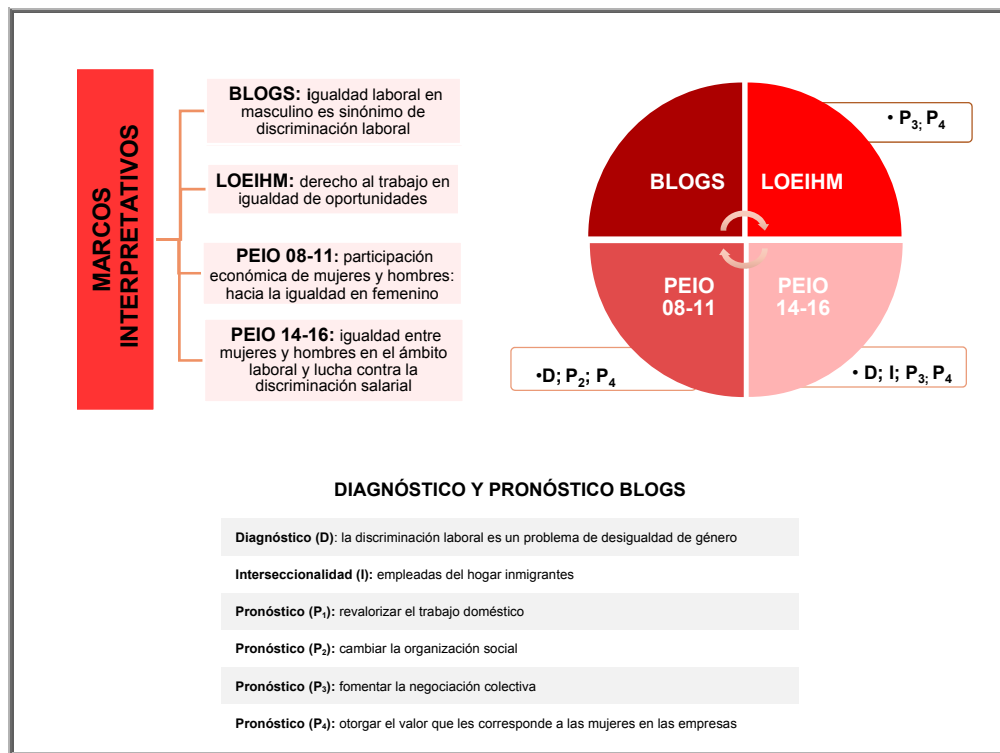 MARCOS
INTERPRETATIVOS
BLOGS: igualdad laboral en
masculino es sinónimo de
discriminación laboral
LOEIHM: derecho al trabajo en
igualdad de oportunidades
PEIO 08-11: participación
económica de mujeres y hombres:
hacia la igualdad en femenino
PEIO 14-16: igualdad entre
mujeres y hombres en el ámbito
laboral y lucha contra la
discriminación salarial
• P₃; P₄
BLOGS
LOEIHM
PEIO
08-11
PEIO
14-16
•D; P₂; P₄
• D; I; P₃; P₄
DIAGNÓSTICO Y PRONÓSTICO BLOGS
Diagnóstico (D): la discriminación laboral es un problema de desigualdad de género
Interseccionalidad (I): empleadas del hogar inmigrantes
Pronóstico (P₁): revalorizar el trabajo doméstico
Pronóstico (P₂): cambiar la organización social
Pronóstico (P₃): fomentar la negociación colectiva
Pronóstico (P₄): otorgar el valor que les corresponde a las mujeres en las empresas